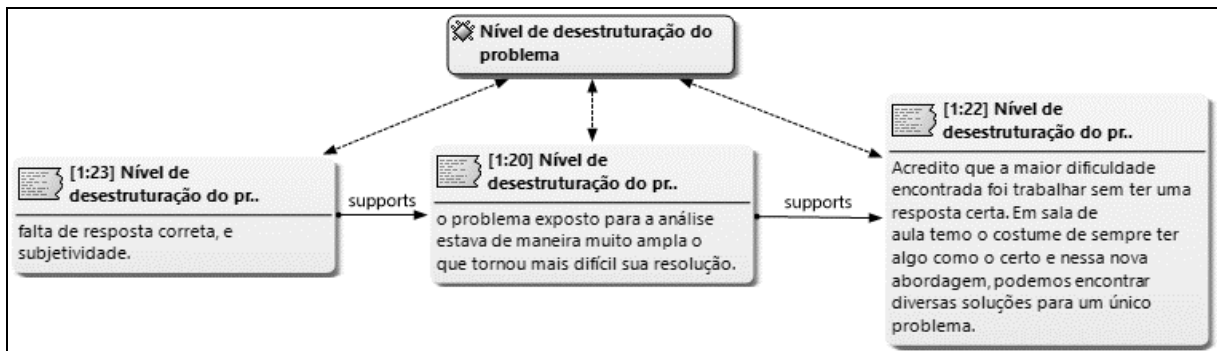 Nível de desestruturação do
problema
[1:23] Nível de
desestruturação do pr..
falta de resposta correta, e
subjetividade.
supports
[1:20] Nível de
desestruturação do pr..
o problema exposto para a análise
estava de maneira muito ampla o
que tornou mais difícil sua resolução.
supports
[1:22] Nível de
desestruturação do pr..
Acredito que a maior dificuldade
encontrada foi trabalhar sem ter uma
resposta certa. Em sala de
aula temo o costume de sempre ter
algo como o certo e nessa nova
abordagem, podemos encontrar
diversas soluções para um único
problema.